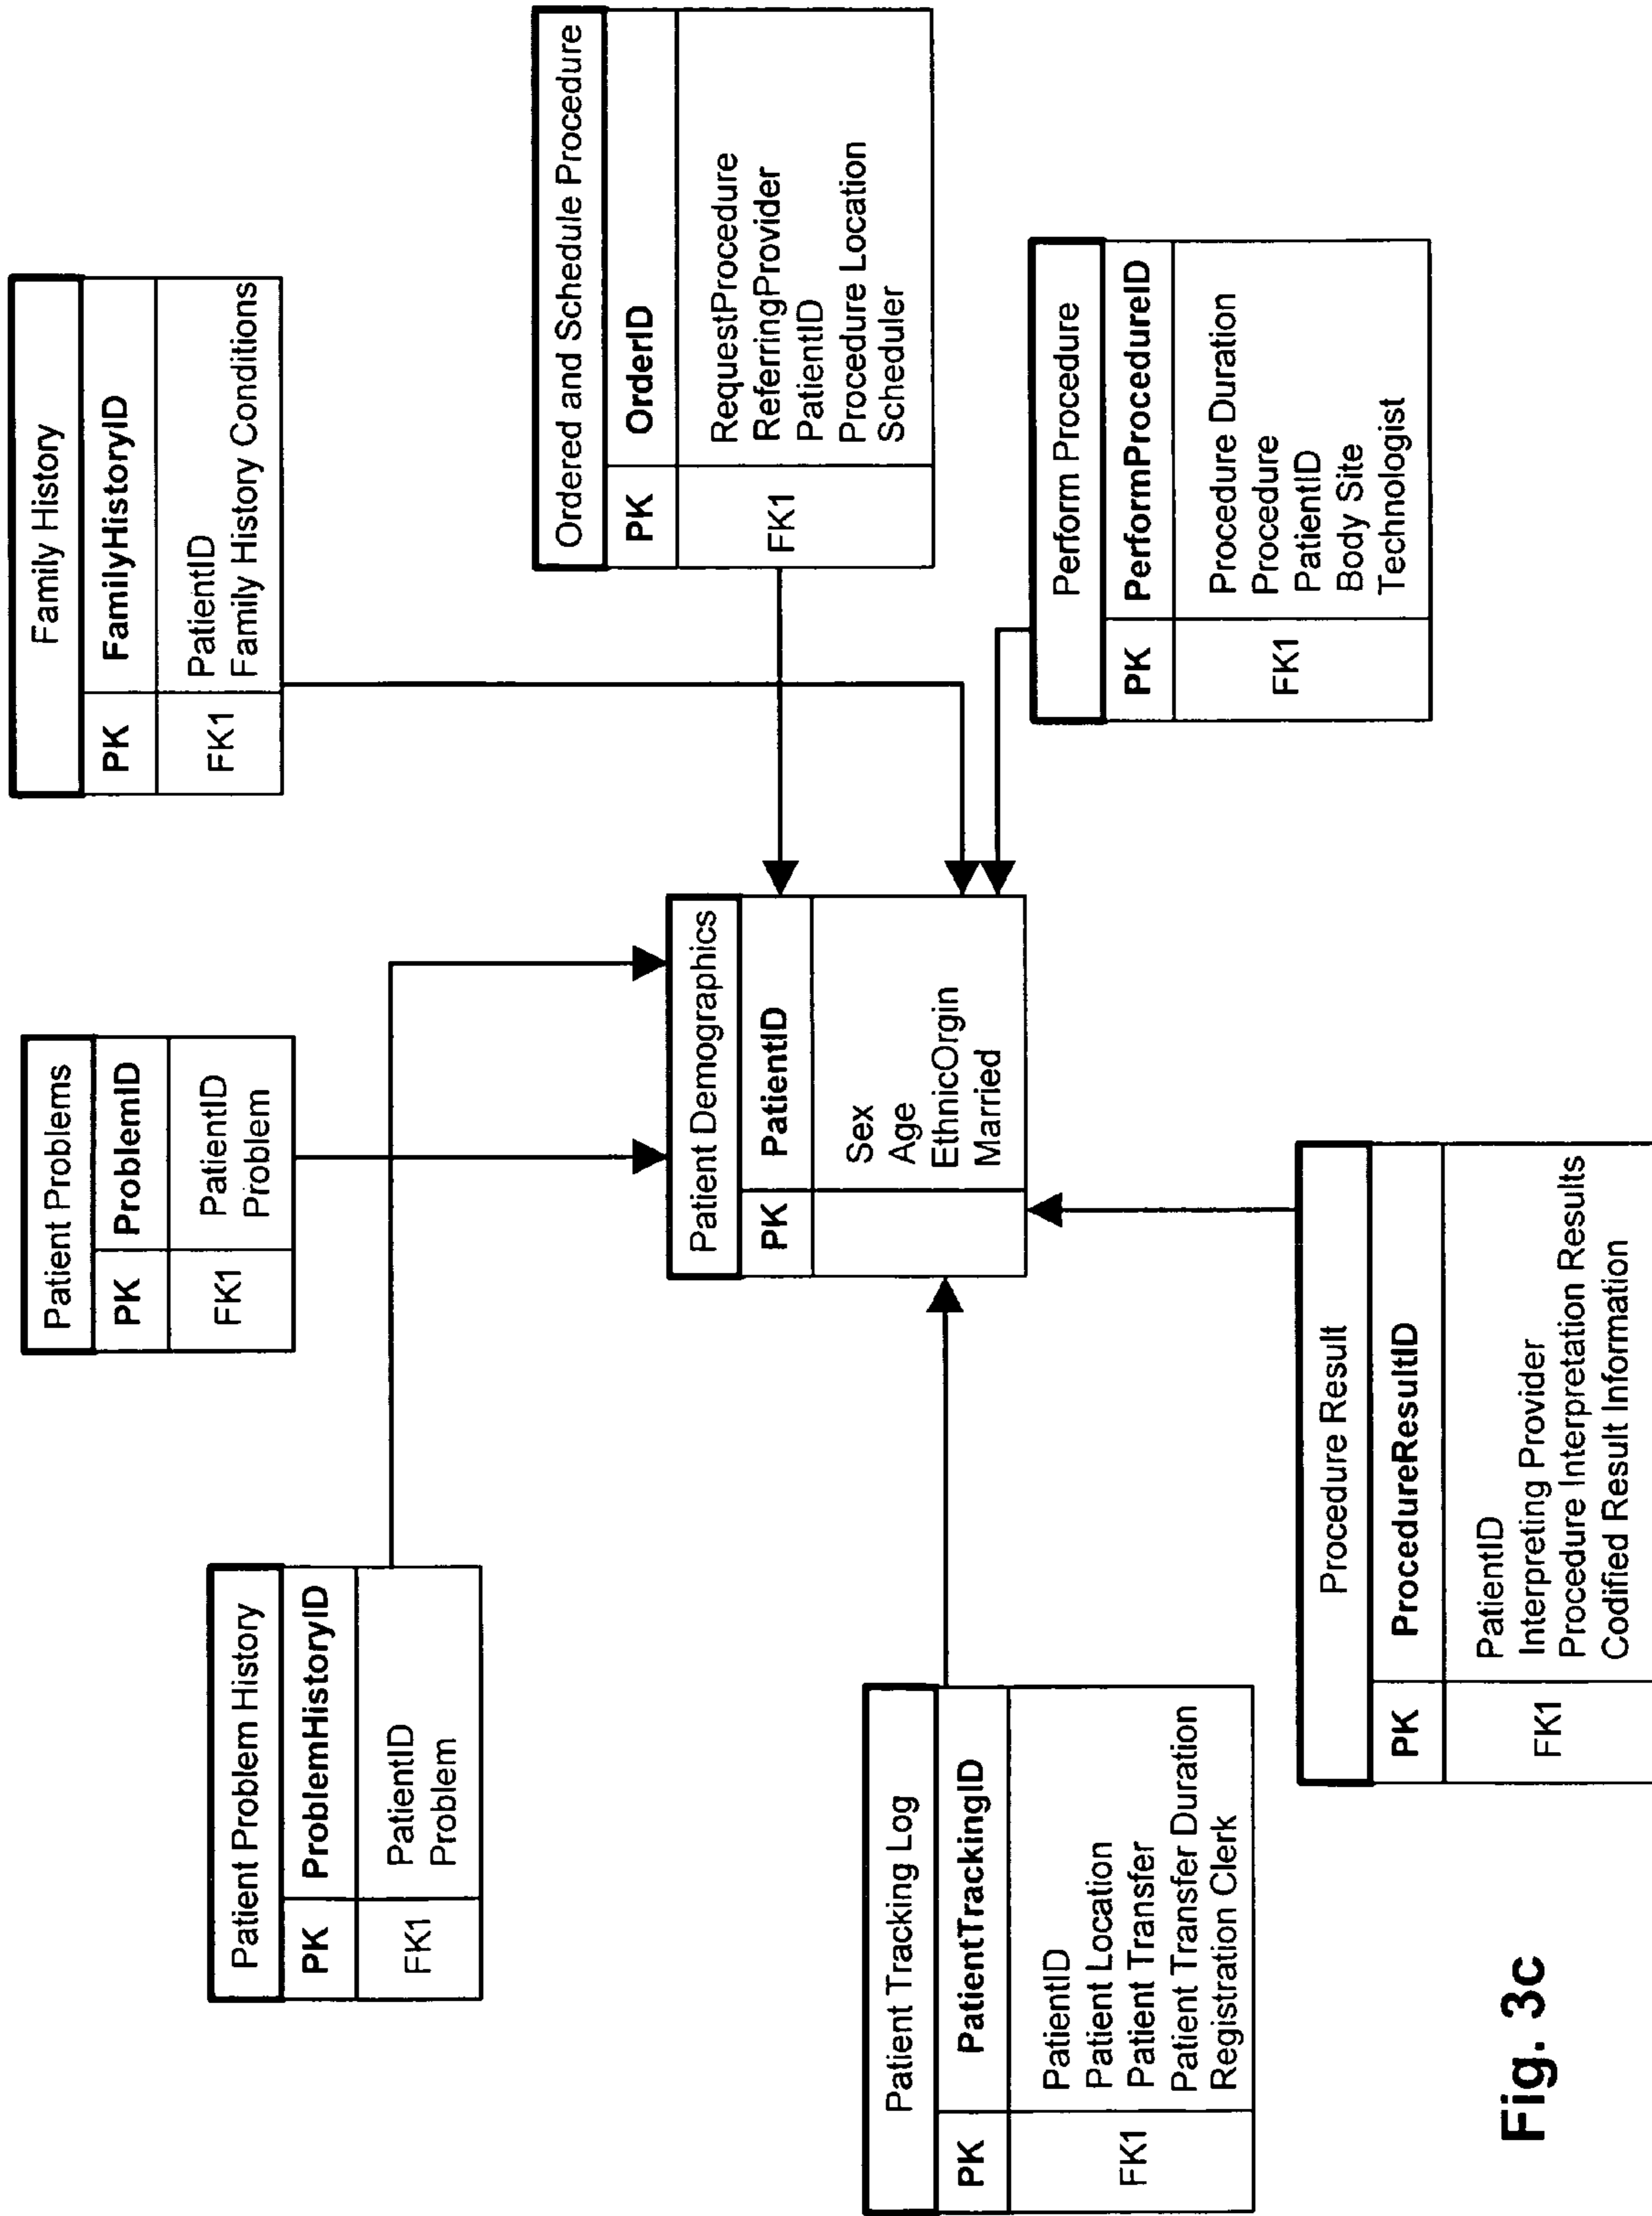 Patient Problem History
PK ProblemHistoryID
FK1 PatientID
Problem
Patient Problems
PK ProblemID
FK1 PatientID
Problem
Family History
PK FamilyHistoryID
FK1 PatientID
Family History Conditions
Ordered and Schedule Procedure
PK OrderID
RequestProcedure
ReferringProvider
FK1 PatientID
Procedure Location
Scheduler
Patient Demographics
PK PatientID
Sex
Age
EthnicOrgin
Married
Patient Tracking Log
PK PatientTrackingID
FK1 PatientID
Patient Location
Patient Transfer
Patient Transfer Duration
Registration Clerk
Perform Procedure
PK PerformProcedureID
Procedure Duration
Procedure
FK1 PatientID
Body Site
Technologist
Procedure Result
PK ProcedureResultID
FK1 PatientID
Interpreting Provider
Procedure Interpretation Results
Codified Result Information
Fig. 3c